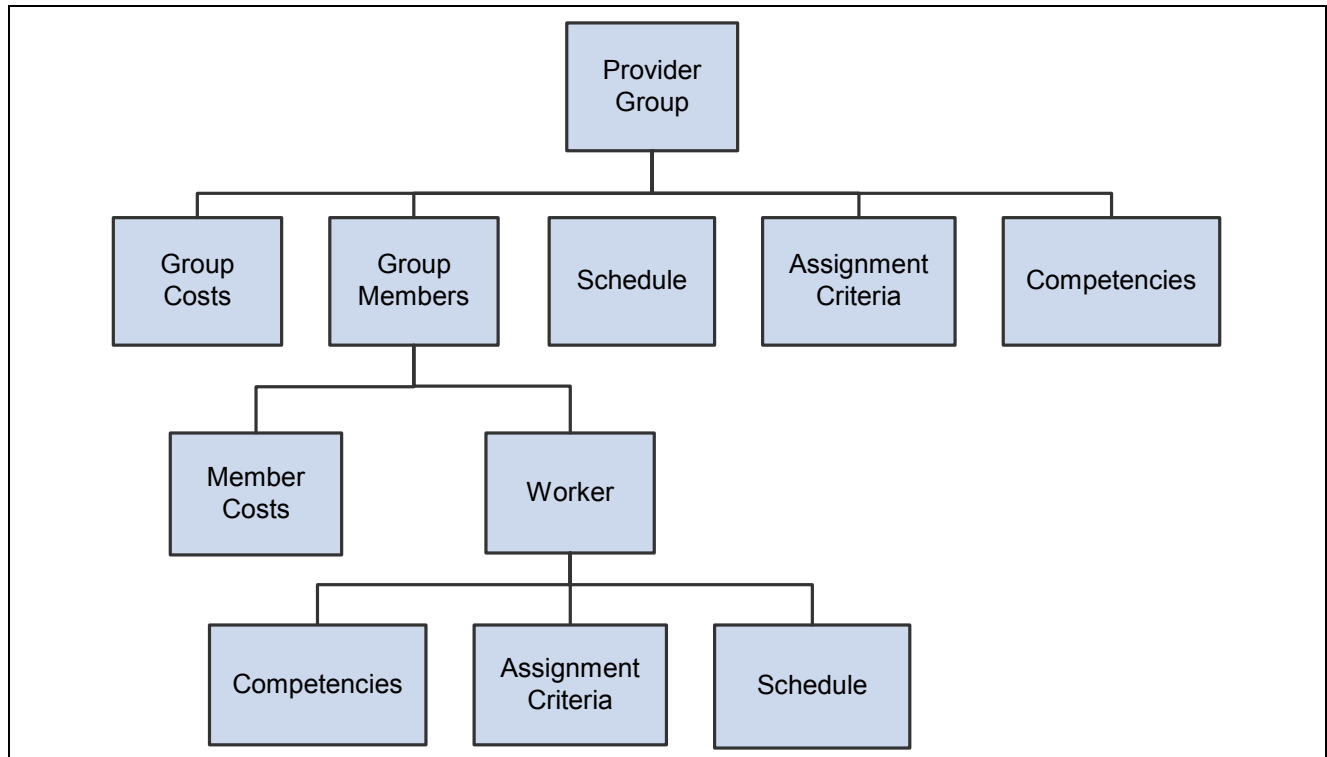 Provider
Group
Group
Costs
Group
Members
Schedule
Assignment
Criteria
Competencies
Member
Costs
Worker
Competencies
Assignment
Criteria
Schedule